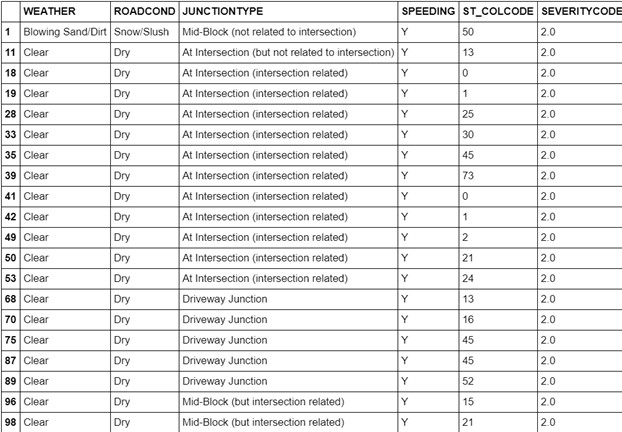 WEATHER ROADCOND JUNCTIONTYPE SPEEDING ST_COLCODE SEVERITYCODE
1 Blowing Sand/Dirt Snow/Slush Mid-Block (not related to intersection) Y 50 2.0
11 Clear Dry At Intersection (but not related to intersection) Y 13 2.0
18 Clear Dry At Intersection (intersection related) Y 0 2.0
19 Clear Dry At Intersection (intersection related) Y 1 2.0
28 Clear Dry At Intersection (intersection related) Y 25 2.0
33 Clear Dry At Intersection (intersection related) Y 30 2.0
35 Clear Dry At Intersection (intersection related) Y 45 2.0
39 Clear Dry At Intersection (intersection related) Y 73 2.0
41 Clear Dry At Intersection (intersection related) Y 0 2.0
42 Clear Dry At Intersection (intersection related) Y 1 2.0
49 Clear Dry At Intersection (intersection related) Y 2 2.0
50 Clear Dry At Intersection (intersection related) Y 21 2.0
53 Clear Dry At Intersection (intersection related) Y 24 2.0
68 Clear Dry Driveway Junction Y 13 2.0
70 Clear Dry Driveway Junction Y 16 2.0
75 Clear Dry Driveway Junction Y 45 2.0
87 Clear Dry Driveway Junction Y 45 2.0
89 Clear Dry Driveway Junction Y 52 2.0
96 Clear Dry Mid-Block (but intersection related) Y 15 2.0
98 Clear Dry Mid-Block (but intersection related) Y 21 2.0